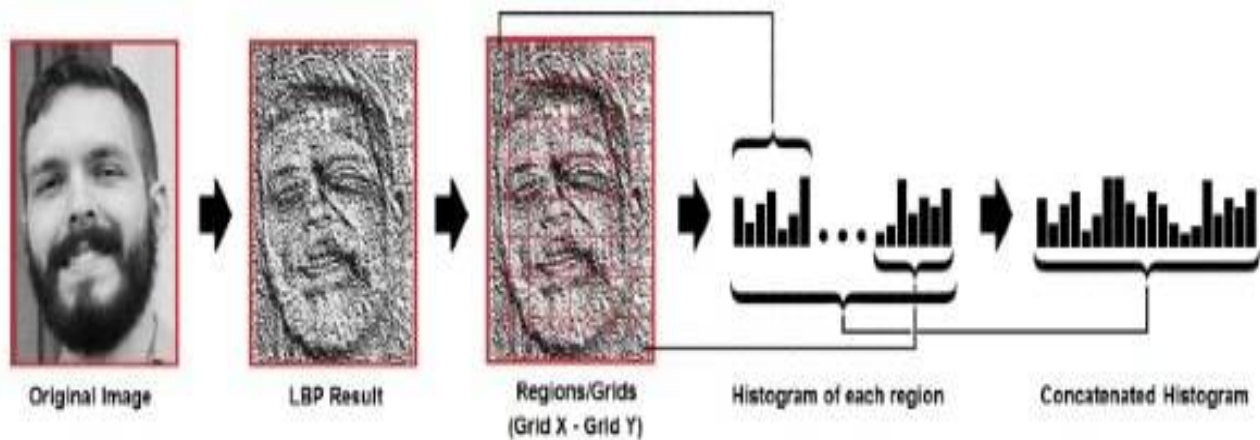 Original Image
LBP Result
Regions/Grids
(Grid X - Grid Y)
Histogram of each region
Concatenated Histogram